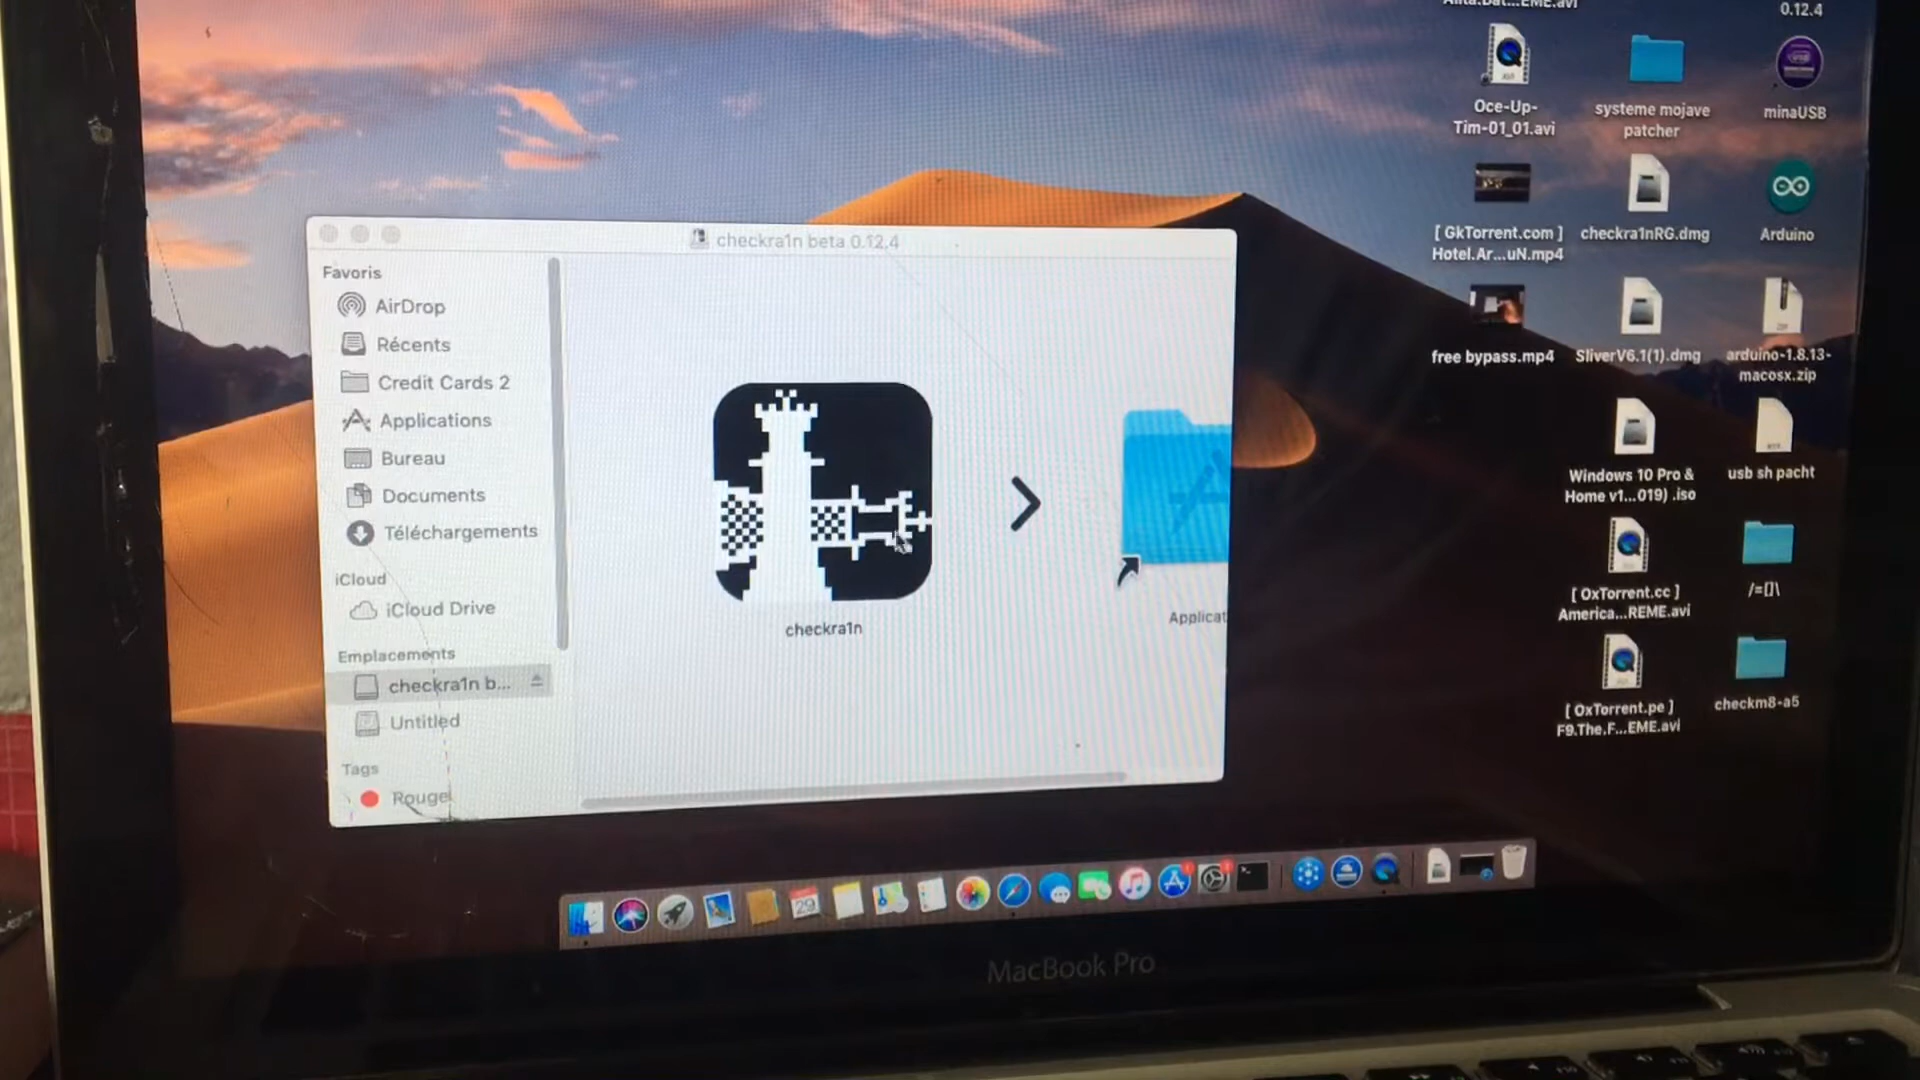 0.12.4
Oce-Up-
Tim-01_01.avi
systeme mojave
patcher
minaUSB
[ GkTorrent.com ]
Hotel.Ar...uN.mp4
checkra1nRG.dmg
Arduino
free bypass.mp4
SliverV6.1(1).dmg
arduino-1.8.13-
macosx.zip
Windows 10 Pro &
Home v1...019) .iso
usb sh pacht
[ OxTorrent.cc ]
America...REME.avi
/=[]\
[ OxTorrent.pe ]
F9.The.F...EME.avi
checkm8-a5
checkra1n beta 0.12.4
Favoris
AirDrop
Récents
Credit Cards 2
Applications
Bureau
Documents
Téléchargements
iCloud
iCloud Drive
Emplacements
checkra1n b...
Untitled
Tags
Rouge
checkra1n
Applicat
29
MacBook Pro